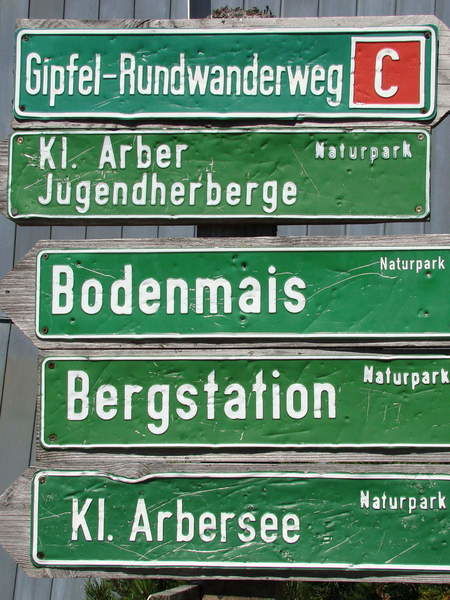 Gipfel-Rundwanderweg C
Kl. Arber Naturpark
Jugendherberge
Naturpark
Bodenmais
Naturpark
Bergstation
Naturpark
Kl. Arbersee